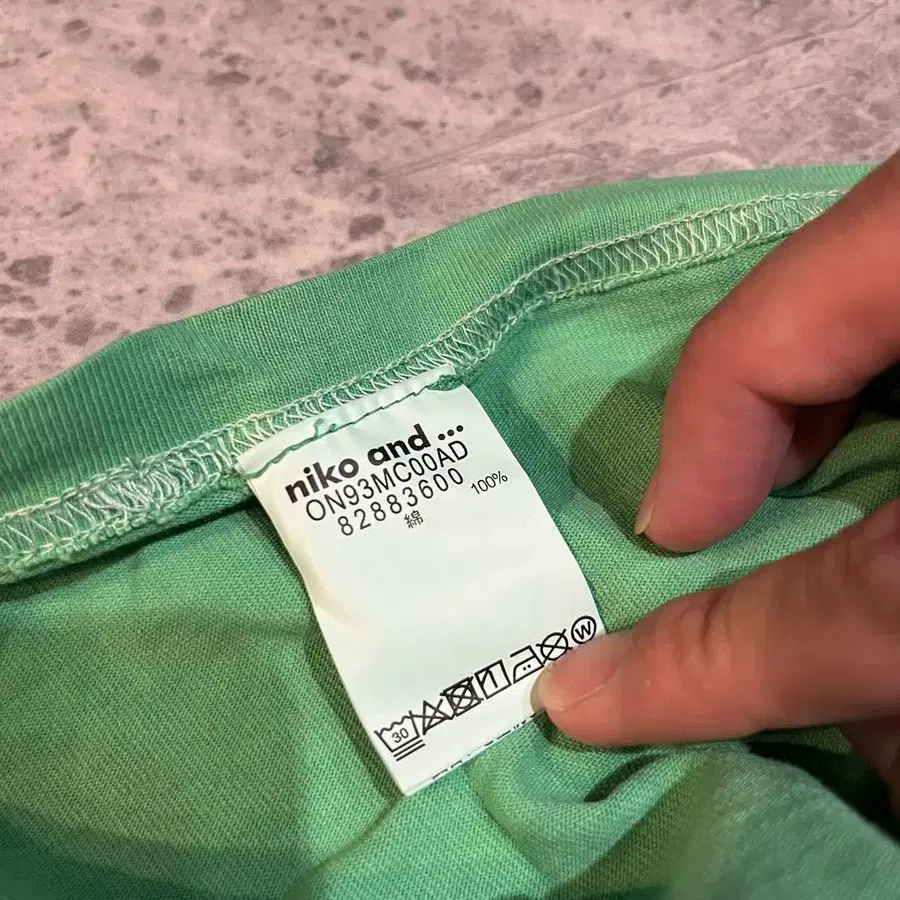 niko and ...
ON93MC00AD
82883600
綿 100%
30
W